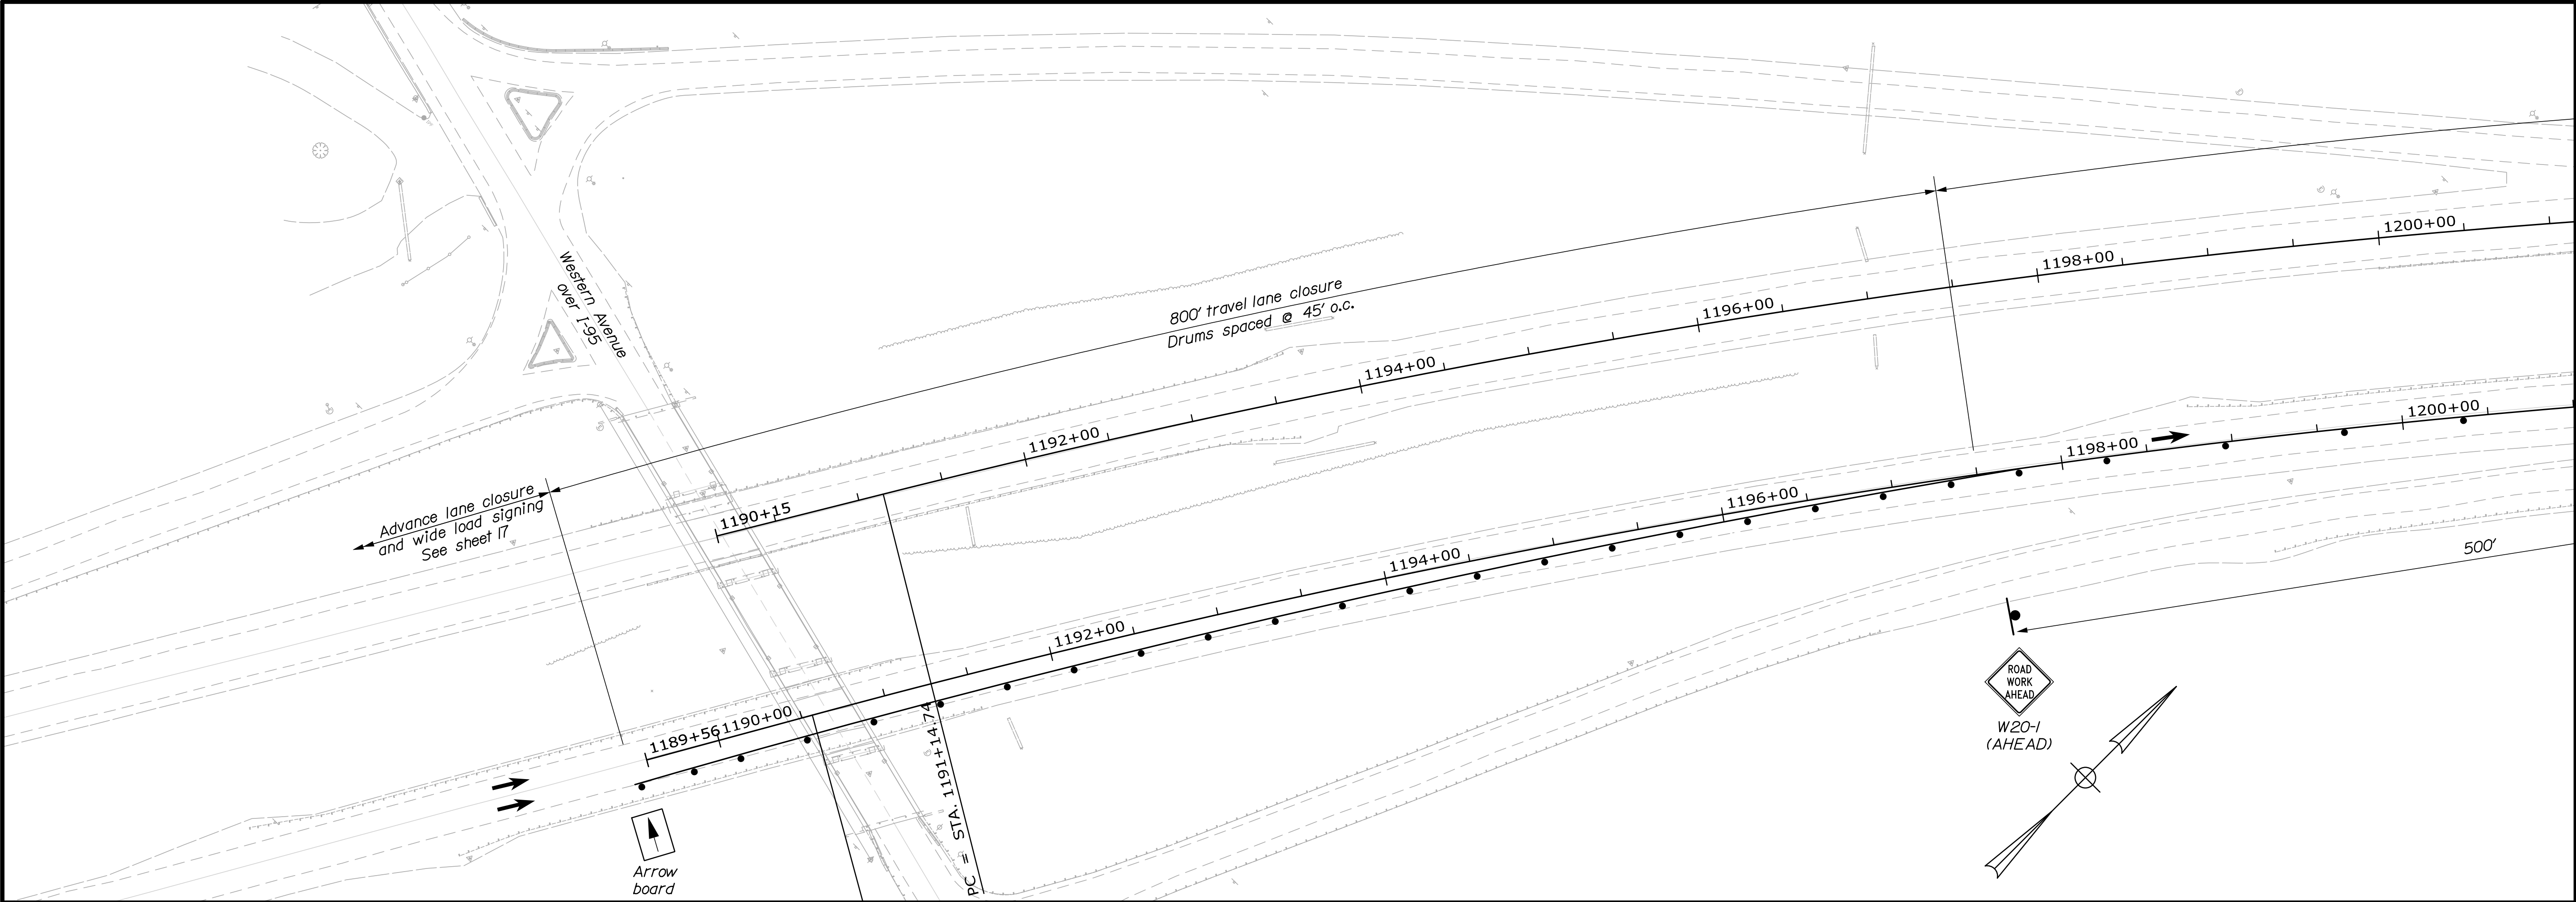 Western Avenue
over I-95
1200+00
1198+00
1196+00
1194+00
1192+00
1190+15
800' travel lane closure
Drums spaced @ 45' o.c.
Advance lane closure
and wide load signing
See sheet 17
1200+00
1198+00
1196+00
1194+00
1192+00
1190+00
1189+56
PC = STA. 1191+14.74
500'
ROAD
WORK
AHEAD
W20-1
(AHEAD)
Arrow
board